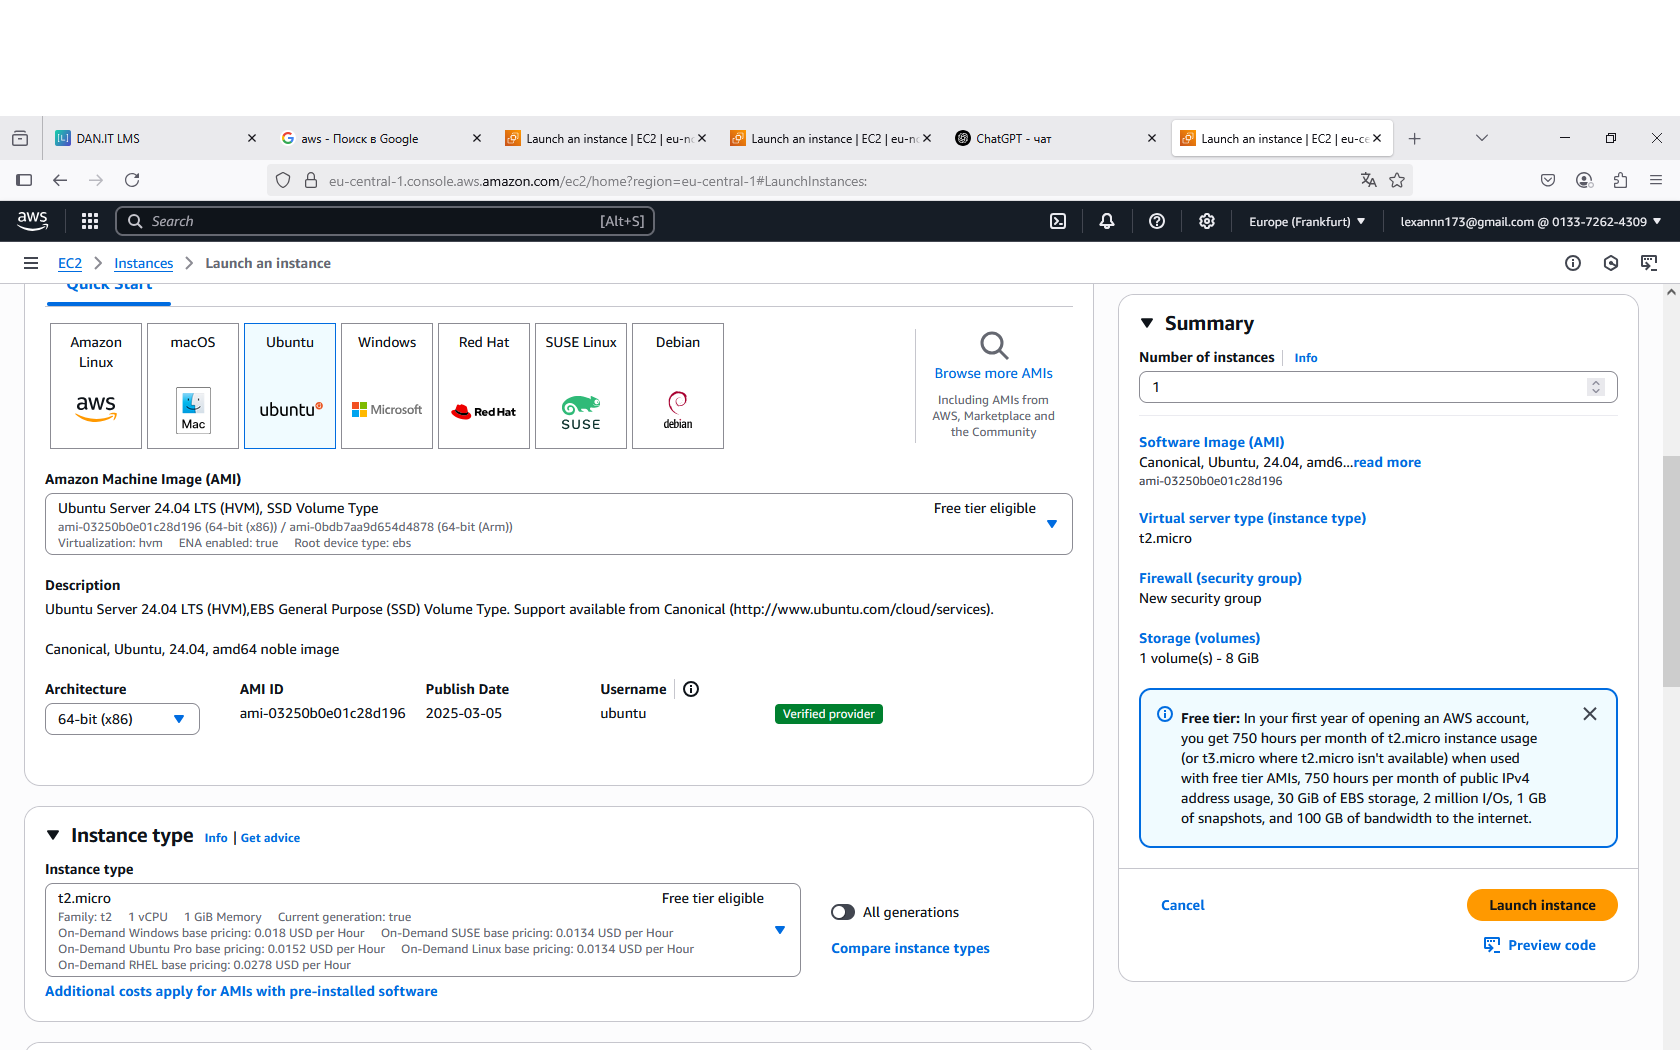 DAN.IT LMS
aws - Поиск в Google
Launch an instance | EC2 | eu-no
Launch an instance | EC2 | eu-no
ChatGPT - чат
Launch an instance | EC2 | eu-ce
eu-central-1.console.aws.amazon.com/ec2/home?region=eu-central-1#LaunchInstances:
aws
Search
[Alt+S]
Europe (Frankfurt)
lexannn173@gmail.com @ 0133-7262-4309
EC2
Instances
Launch an instance
Quick Start
Amazon
Linux
aws
macOS
Mac
Ubuntu
ubuntu
Windows
Microsoft
Red Hat
Red Hat
SUSE Linux
SUSE
Debian
debian
Browse more AMIs
Including AMIs from
AWS, Marketplace and
the Community
Amazon Machine Image (AMI)
Ubuntu Server 24.04 LTS (HVM), SSD Volume Type
Free tier eligible
ami-03250b0e01c28d196 (64-bit (x86)) / ami-0bdb7aa9d654d4878 (64-bit (Arm))
Virtualization: hvm ENA enabled: true Root device type: ebs
Description
Ubuntu Server 24.04 LTS (HVM),EBS General Purpose (SSD) Volume Type. Support available from Canonical (http://www.ubuntu.com/cloud/services).
Canonical, Ubuntu, 24.04, amd64 noble image
Architecture
64-bit (x86)
AMI ID
ami-03250b0e01c28d196
Publish Date
2025-03-05
Username
ubuntu
Verified provider
Instance type
Info | Get advice
Instance type
t2.micro
Free tier eligible
Family: t2 1 vCPU 1 GiB Memory Current generation: true
On-Demand Windows base pricing: 0.018 USD per Hour On-Demand SUSE base pricing: 0.0134 USD per Hour
On-Demand Ubuntu Pro base pricing: 0.0152 USD per Hour On-Demand Linux base pricing: 0.0134 USD per Hour
On-Demand RHEL base pricing: 0.0278 USD per Hour
All generations
Compare instance types
Additional costs apply for AMIs with pre-installed software
Summary
Number of instances
Info
1
Software Image (AMI)
Canonical, Ubuntu, 24.04, amd6...read more
ami-03250b0e01c28d196
Virtual server type (instance type)
t2.micro
Firewall (security group)
New security group
Storage (volumes)
1 volume(s) - 8 GiB
Free tier: In your first year of opening an AWS account,
you get 750 hours per month of t2.micro instance usage
(or t3.micro where t2.micro isn't available) when used
with free tier AMIs, 750 hours per month of public IPv4
address usage, 30 GiB of EBS storage, 2 million I/Os, 1 GB
of snapshots, and 100 GB of bandwidth to the internet.
Cancel
Launch instance
Preview code